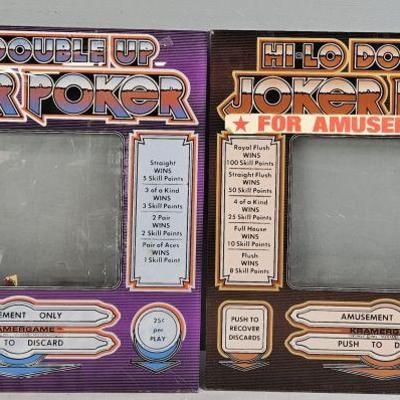 DOUBLE UP
R POKER
Straight
WINS
5 Skill Points
3 of a Kind
WINS
3 Skill Points
2 Pair
WINS
2 Skill Points
Pair of Aces
WINS
1 Skill Point
EMENT ONLY
RAMERGAME
TO DISCARD
25¢
per
PLAY
HI-LO DO
JOKER
★ FOR AMUSE
Royal Flush
WINS
100 Skill Points
Straight Flush
WINS
50 Skill Points
4 of a Kind
WINS
25 Skill Points
Full House
WINS
10 Skill Points
Flush
WINS
8 Skill Points
PUSH TO
RECOVER
DISCARDS
AMUSEMENT
KRAMERGA
PUSH TO D